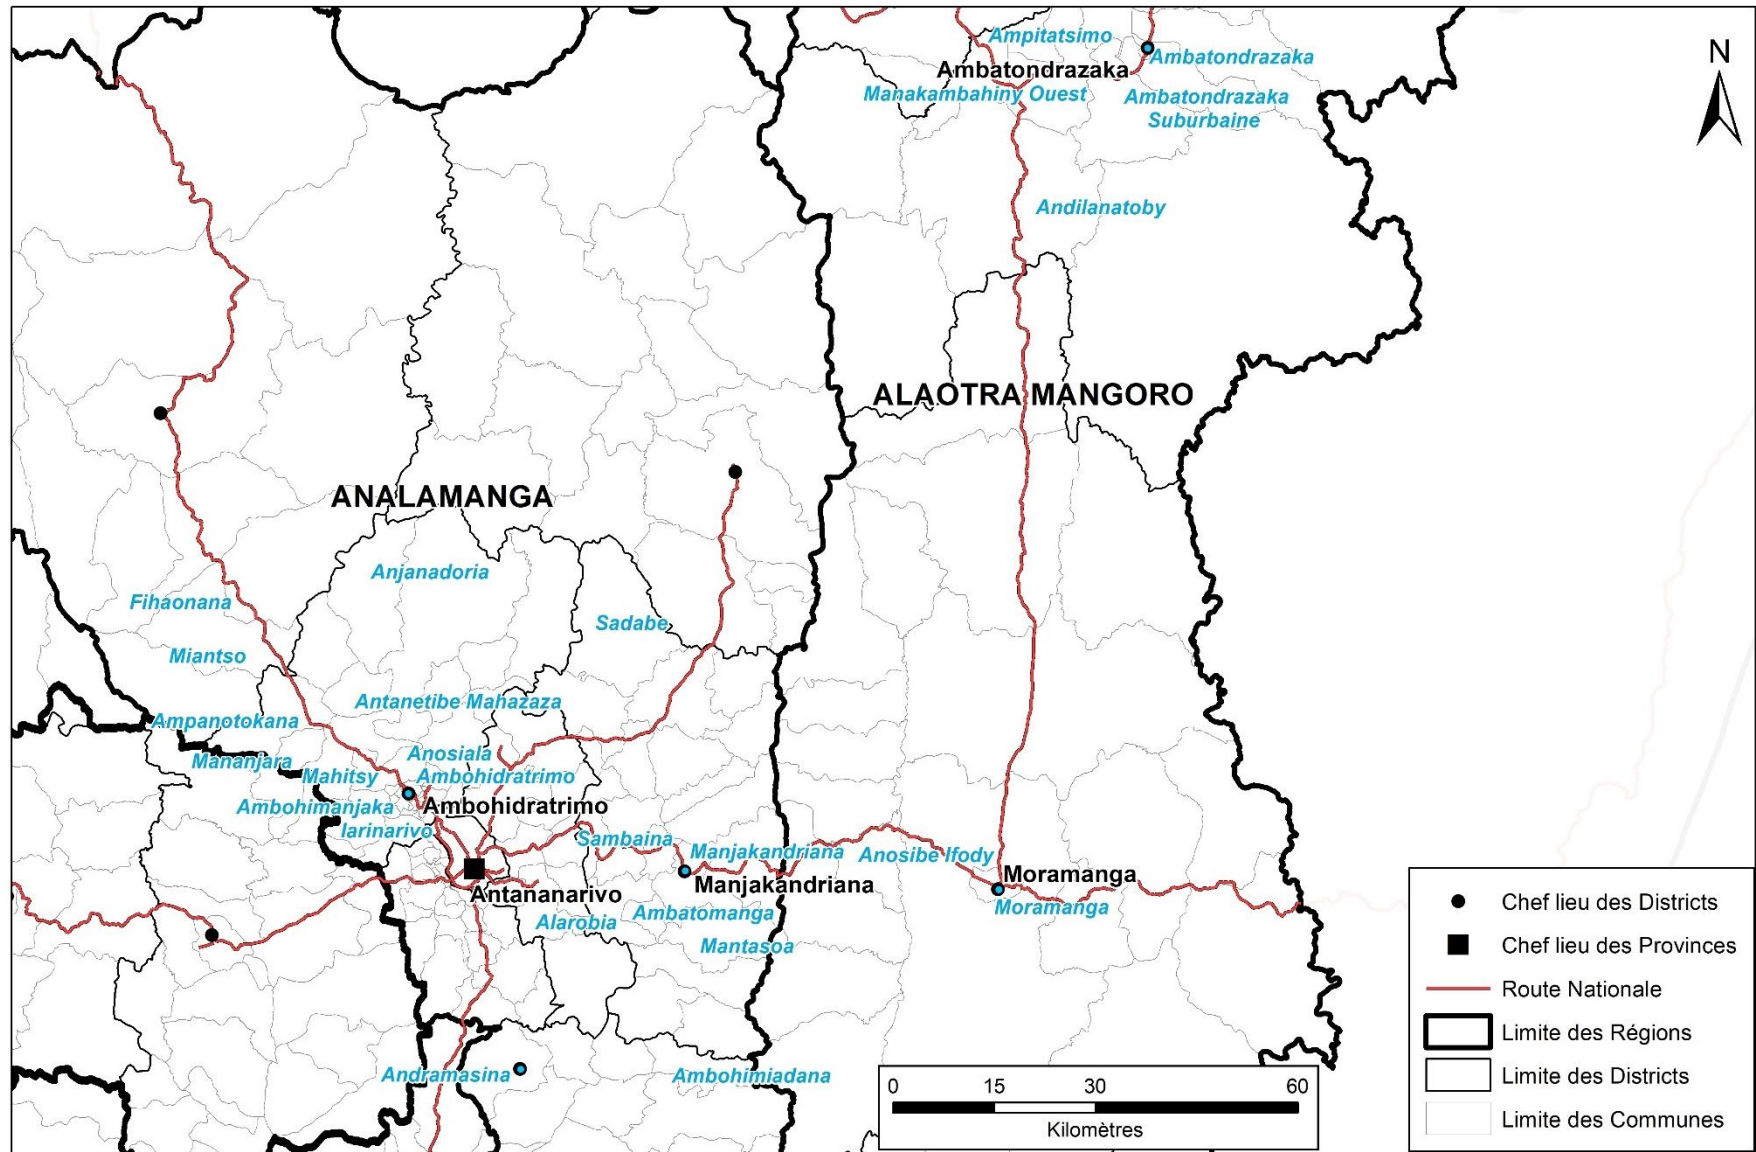 Ampitatsimo
N
Ambatondrazaka
Ambatondrazaka
Manakambahiny Ouest
Ambatondrazaka
Suburbaine
Andilanatoby
ALAOTRA MANGORO
ANALAMANGA
Anjanadoria
Fihaonana
Sadabe
Miantso
Antanetibe Mahazaza
Ampanotokana
Anosiala
Mananjara
Mahitsy
Ambohidratrimo
Ambohimanjaka
Ambohidratrimo
Iarinarivo
Sambaina
Manjakandriana
Anosibe Ifody
Moramanga
Manjakandriana
Antananarivo
Moramanga
Ambatomanga
Alarobia
Mantasoa
Andramasina
Ambohimiadana
0 15 30 60
Kilomètres
Chef lieu des Districts
Chef lieu des Provinces
Route Nationale
Limite des Régions
Limite des Districts
Limite des Communes